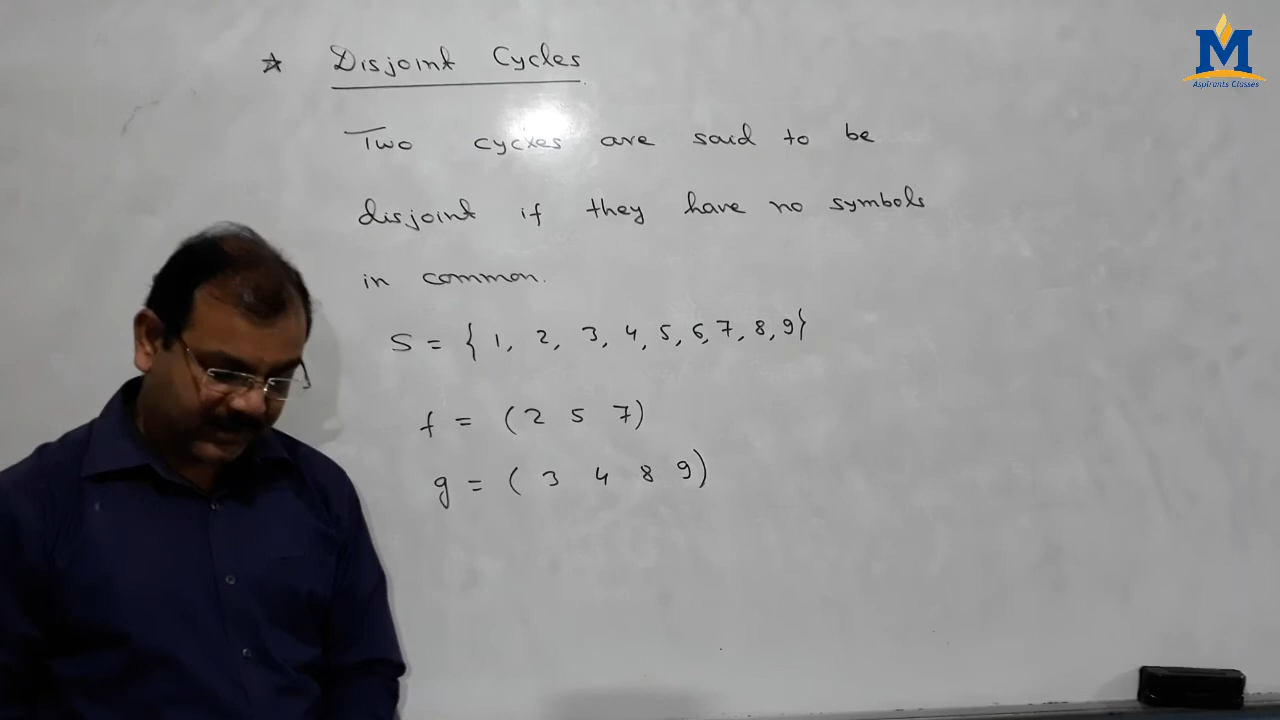 ☆ Disjoint Cycles
Two cycles are said to be
disjoint if they have no symbols
in common.
S = { 1, 2, 3, 4, 5, 6, 7, 8, 9}
f = (2 5 7)
g = ( 3 4 8 9)
M
Aspirants Classes